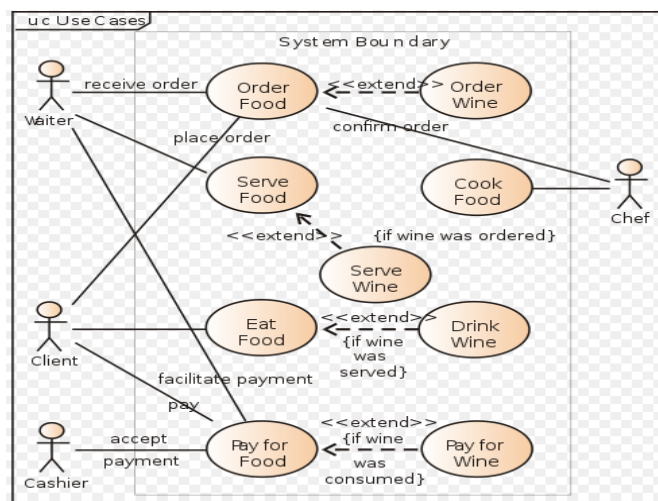 uc Use Cases
System Boundary
receive order
Order
Food
<<extend>>
Order
Wine
Waiter
place order
confirm order
Serve
Food
Cook
Food
Chef
<<extend>>
{if wine was ordered}
Serve
Wine
Client
Eat
Food
<<extend>>
{if wine
was
served}
Drink
Wine
facilitate payment
pay
Cashier
accept
payment
Pay for
Food
<<extend>>
{if wine
was
consumed}
Pay for
Wine